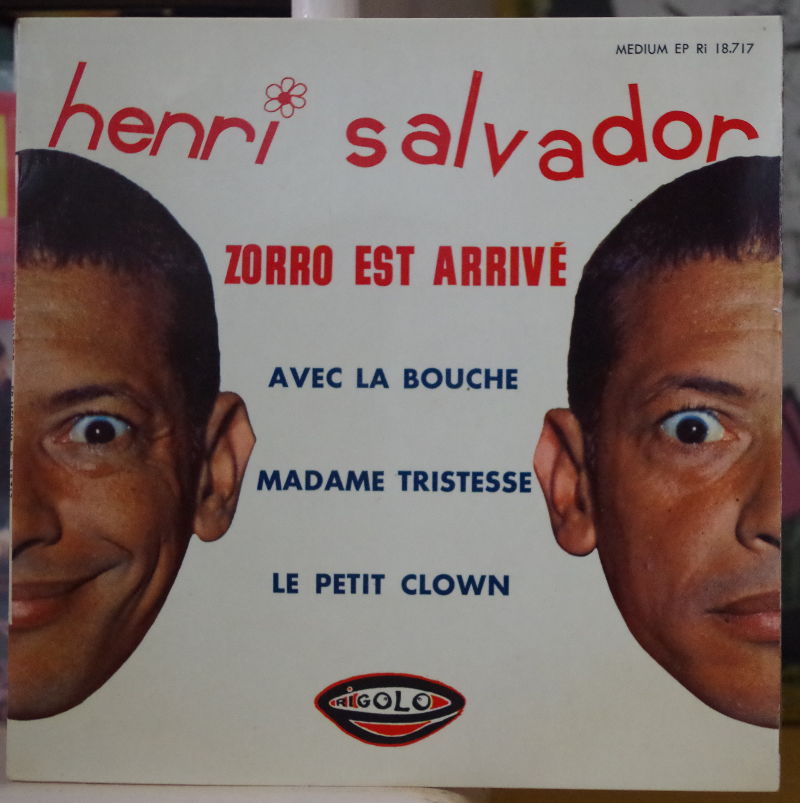 MEDIUM EP Ri 18.717
henri salvador
ZORRO EST ARRIVÉ
AVEC LA BOUCHE
MADAME TRISTESSE
LE PETIT CLOWN
RiGOLO